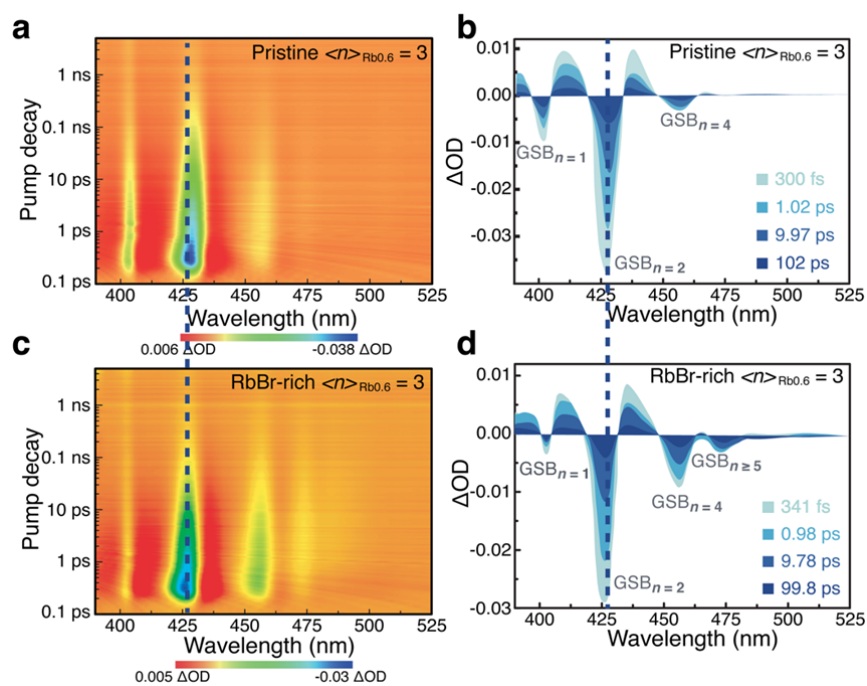 a
Pristine <n>Rb0.6 = 3
1 ns
0.1 ns
10 ps
1 ps
0.1 ps
Pump decay
400 425 450 475 500 525
Wavelength (nm)
0.006 ΔOD -0.038 ΔOD
b
Pristine <n>Rb0.6 = 3
0.01
0.00
-0.01
-0.02
-0.03
ΔOD
GSBn = 1
GSBn = 4
GSBn = 2
300 fs
1.02 ps
9.97 ps
102 ps
400 425 450 475 500 525
Wavelength (nm)
c
RbBr-rich <n>Rb0.6 = 3
1 ns
0.1 ns
10 ps
1 ps
0.1 ps
Pump decay
400 425 450 475 500 525
Wavelength (nm)
0.005 ΔOD -0.03 ΔOD
d
RbBr-rich <n>Rb0.6 = 3
0.01
0.00
-0.01
-0.02
-0.03
ΔOD
GSBn = 1
GSBn ≥ 5
GSBn = 4
GSBn = 2
341 fs
0.98 ps
9.78 ps
99.8 ps
400 425 450 475 500 525
Wavelength (nm)